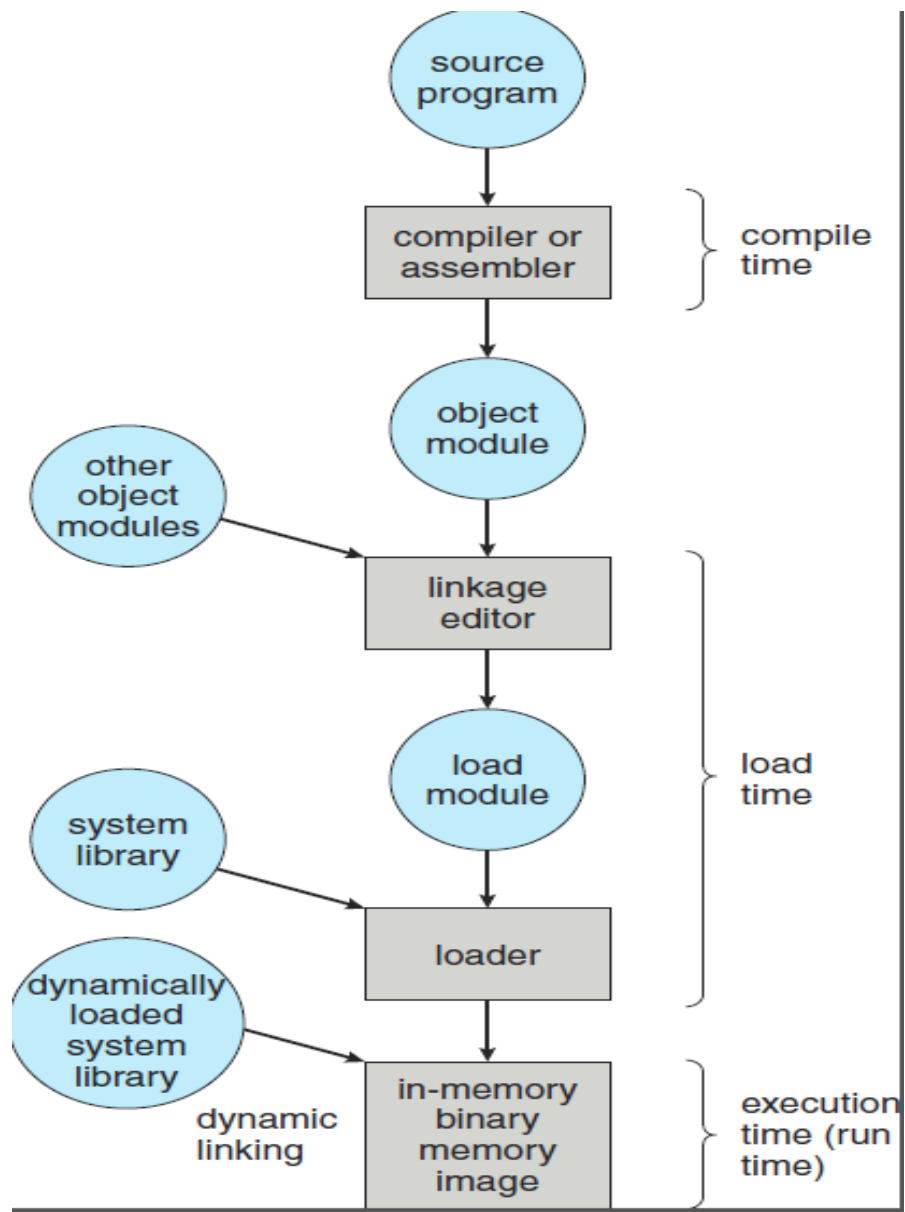 source
program
compiler or
assembler
compile
time
object
module
other
object
modules
linkage
editor
load
module
load
time
system
library
loader
dynamically
loaded
system
library
dynamic
linking
in-memory
binary
memory
image
execution
time (run
time)